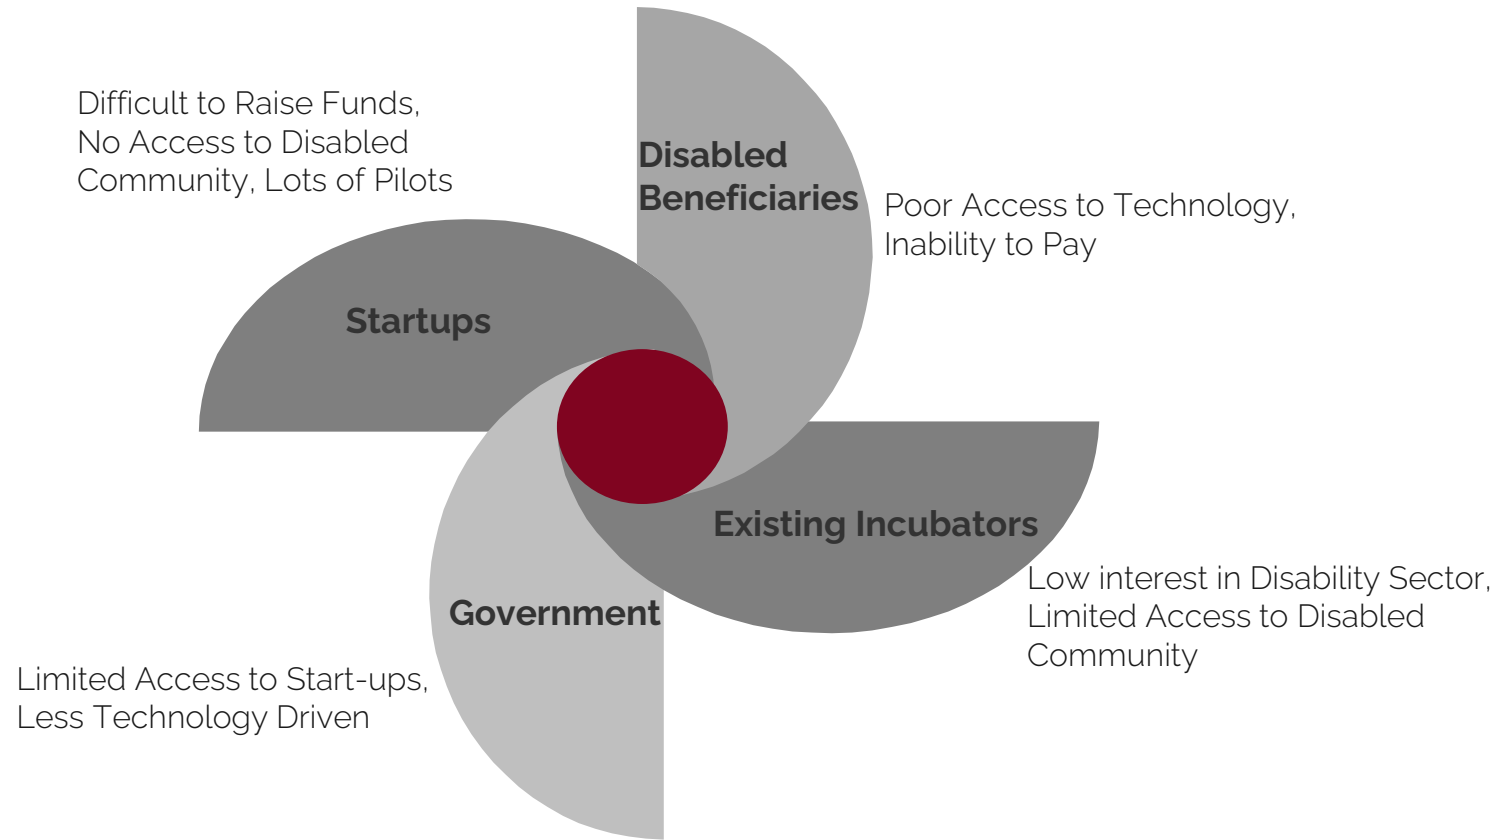 Difficult to Raise Funds,
No Access to Disabled
Community, Lots of Pilots
Disabled
Beneficiaries
Poor Access to Technology,
Inability to Pay
Startups
Existing Incubators
Low interest in Disability Sector,
Limited Access to Disabled
Community
Government
Limited Access to Start-ups,
Less Technology Driven